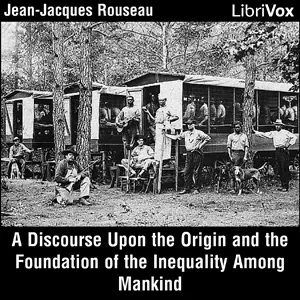 Jean-Jacques Rouseau LibriVox
A Discourse Upon the Origin and the
Foundation of the Inequality Among
Mankind